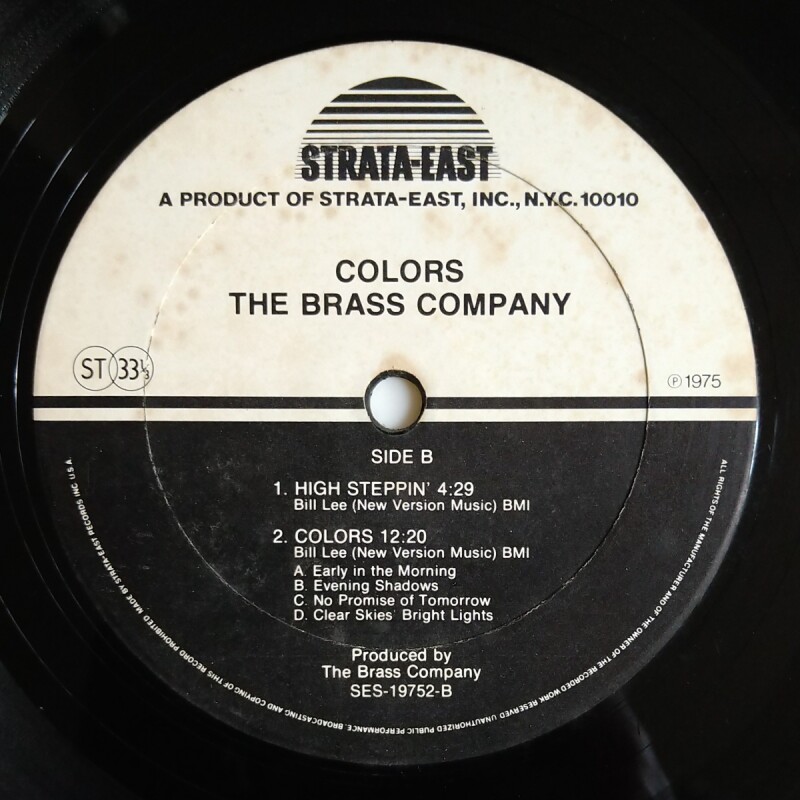 STRATA-EAST
A PRODUCT OF STRATA-EAST, INC., N.Y.C. 10010
COLORS
THE BRASS COMPANY
ST 33⅓
℗ 1975
SIDE B
1. HIGH STEPPIN' 4:29
Bill Lee (New Version Music) BMI
2. COLORS 12:20
Bill Lee (New Version Music) BMI
A. Early in the Morning
B. Evening Shadows
C. No Promise of Tomorrow
D. Clear Skies' Bright Lights
Produced by
The Brass Company
SES-19752-B
ALL RIGHTS OF THE MANUFACTURER AND OF THE OWNER OF THE RECORDED WORK RESERVED UNAUTHORIZED PUBLIC PERFORMANCE, BROADCASTING AND COPYING OF THIS RECORD PROHIBITED MADE BY STRATA-EAST RECORDS INC U.S.A.